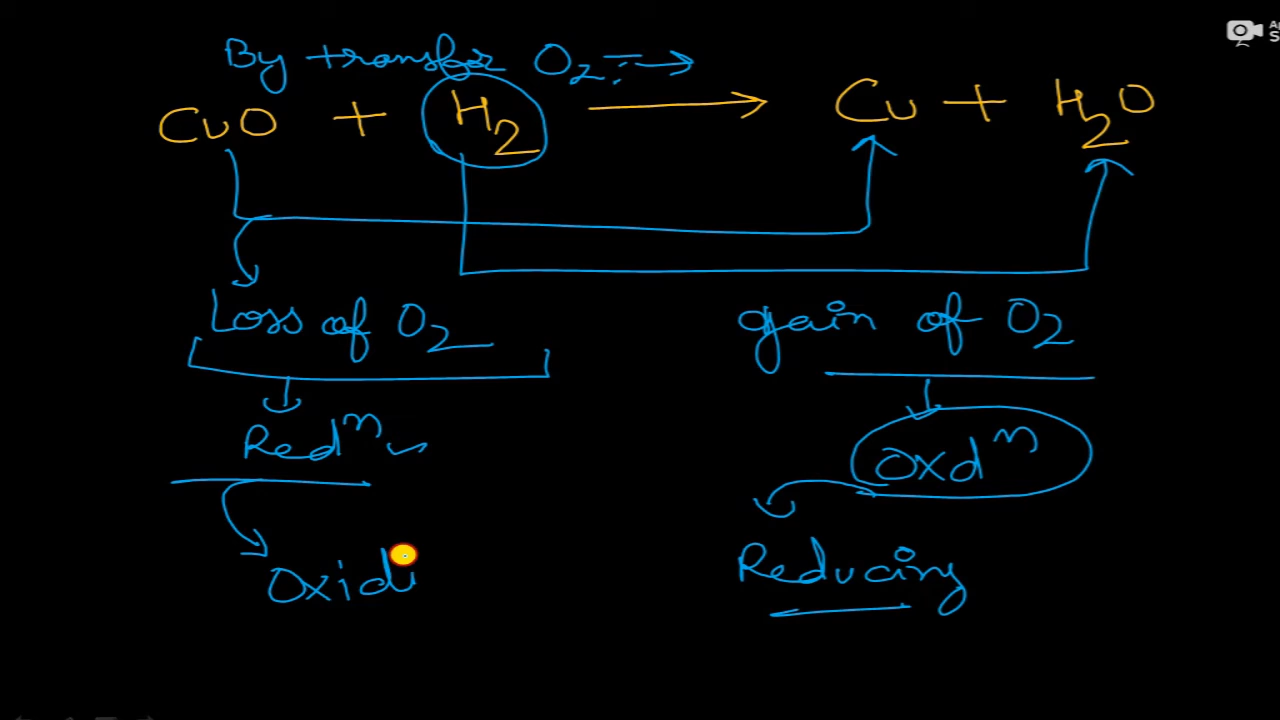 By transfer O₂ :→
CuO + H₂ → Cu + H₂O
Loss of O₂
gain of O₂
Redⁿ
Oxdⁿ
Oxidi
Reducing